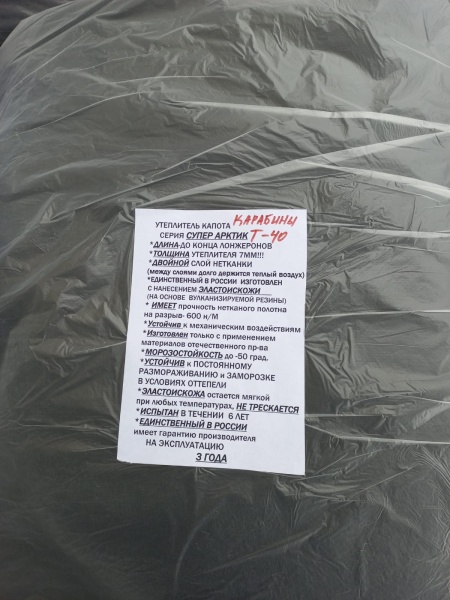 УТЕПЛИТЕЛЬ КАПОТА КАРАБИНЫ
СЕРИЯ СУПЕР АРКТИК Т-40
*ДЛИНА-ДО КОНЦА ЛОНЖЕРОНОВ
*ТОЛЩИНА УТЕПЛИТЕЛЯ 7ММ!!!
*ДВОЙНОЙ СЛОЙ НЕТКАНКИ
(между слоями долго держится теплый воздух)
*ЕДИНСТВЕННЫЙ В РОССИИ ИЗГОТОВЛЕН
С НАНЕСЕНИЕМ ЭЛАСТОИСКОЖИ
(НА ОСНОВЕ ВУЛКАНИЗИРУЕМОЙ РЕЗИНЫ)
* ИМЕЕТ прочность нетканого полотна
на разрыв- 600 н/М
*Устойчив к механическим воздействиям
*Изготовлен только с применением
материалов отечественного пр-ва
*МОРОЗОСТОЙКОСТЬ до -50 град.
*УСТОЙЧИВ к ПОСТОЯННОМУ
РАЗМОРАЖИВАНИЮ и ЗАМОРОЗКЕ
В УСЛОВИЯХ ОТТЕПЕЛИ
*ЭЛАСТОИСКОЖА остается мягкой
при любых температурах, НЕ ТРЕСКАЕТСЯ
*ИСПЫТАН В ТЕЧЕНИИ 6 ЛЕТ
*ЕДИНСТВЕННЫЙ В РОССИИ
имеет гарантию производителя
НА ЭКСПЛУАТАЦИЮ
3 ГОДА